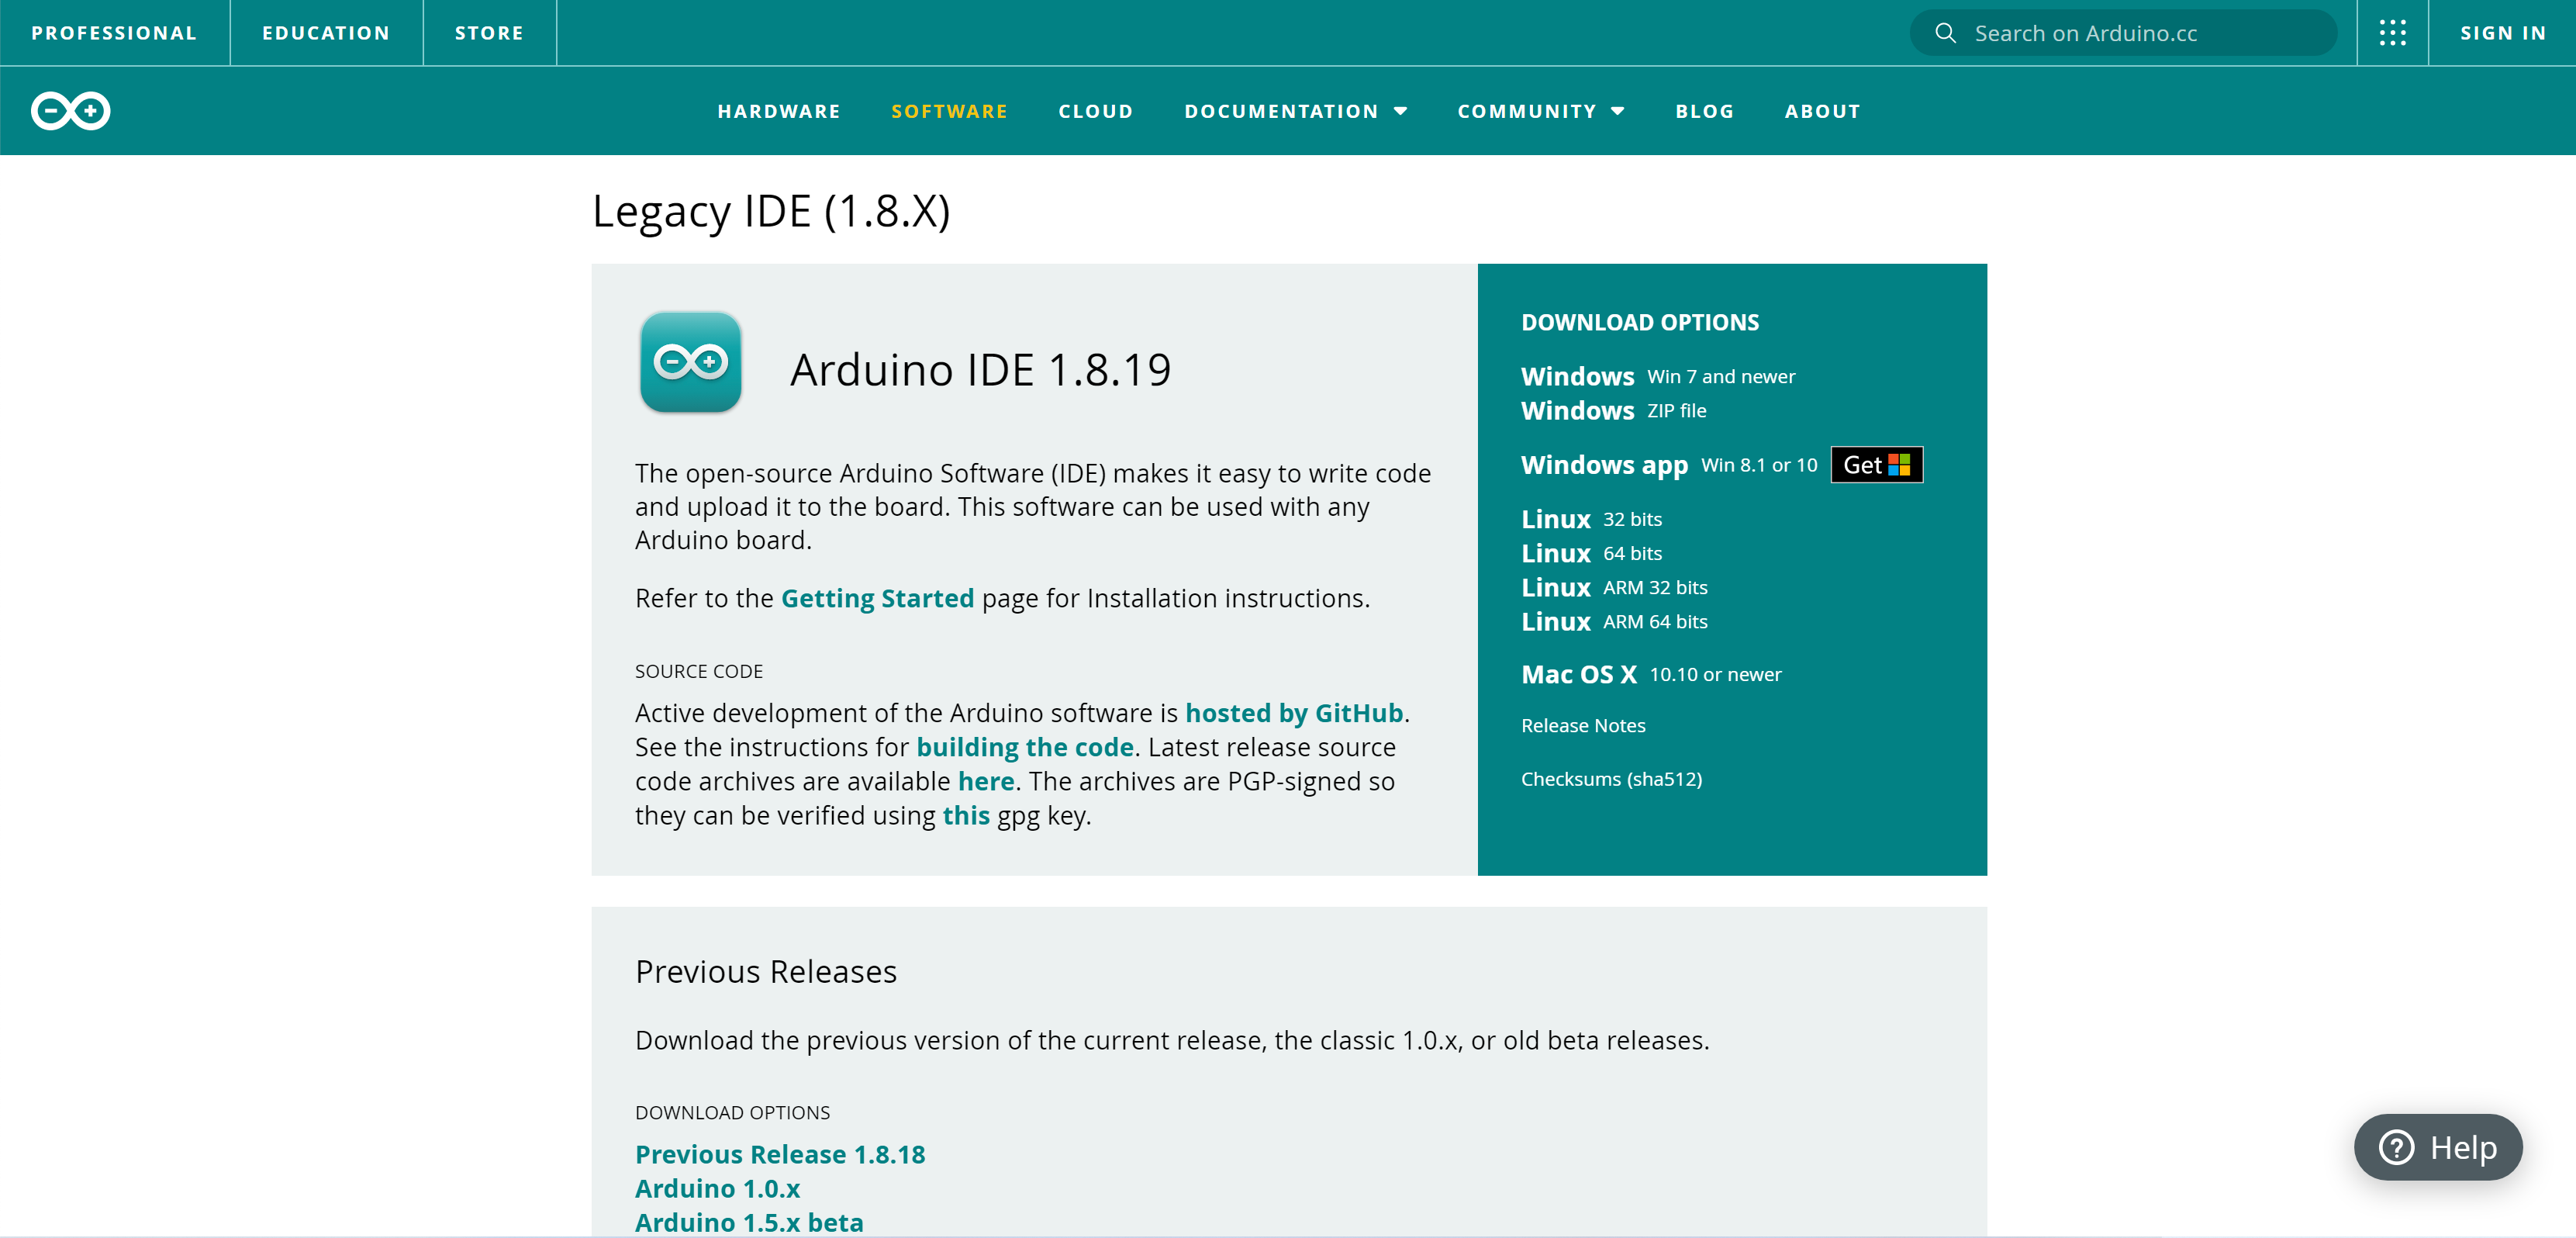 PROFESSIONAL
EDUCATION
STORE
Search on Arduino.cc
SIGN IN
HARDWARE
SOFTWARE
CLOUD
DOCUMENTATION
COMMUNITY
BLOG
ABOUT
Legacy IDE (1.8.X)
Arduino IDE 1.8.19
The open-source Arduino Software (IDE) makes it easy to write code
and upload it to the board. This software can be used with any
Arduino board.
Refer to the Getting Started page for Installation instructions.
SOURCE CODE
Active development of the Arduino software is hosted by GitHub.
See the instructions for building the code. Latest release source
code archives are available here. The archives are PGP-signed so
they can be verified using this gpg key.
DOWNLOAD OPTIONS
Windows Win 7 and newer
Windows ZIP file
Windows app Win 8.1 or 10 Get
Linux 32 bits
Linux 64 bits
Linux ARM 32 bits
Linux ARM 64 bits
Mac OS X 10.10 or newer
Release Notes
Checksums (sha512)
Previous Releases
Download the previous version of the current release, the classic 1.0.x, or old beta releases.
DOWNLOAD OPTIONS
Previous Release 1.8.18
Arduino 1.0.x
Arduino 1.5.x beta
Help